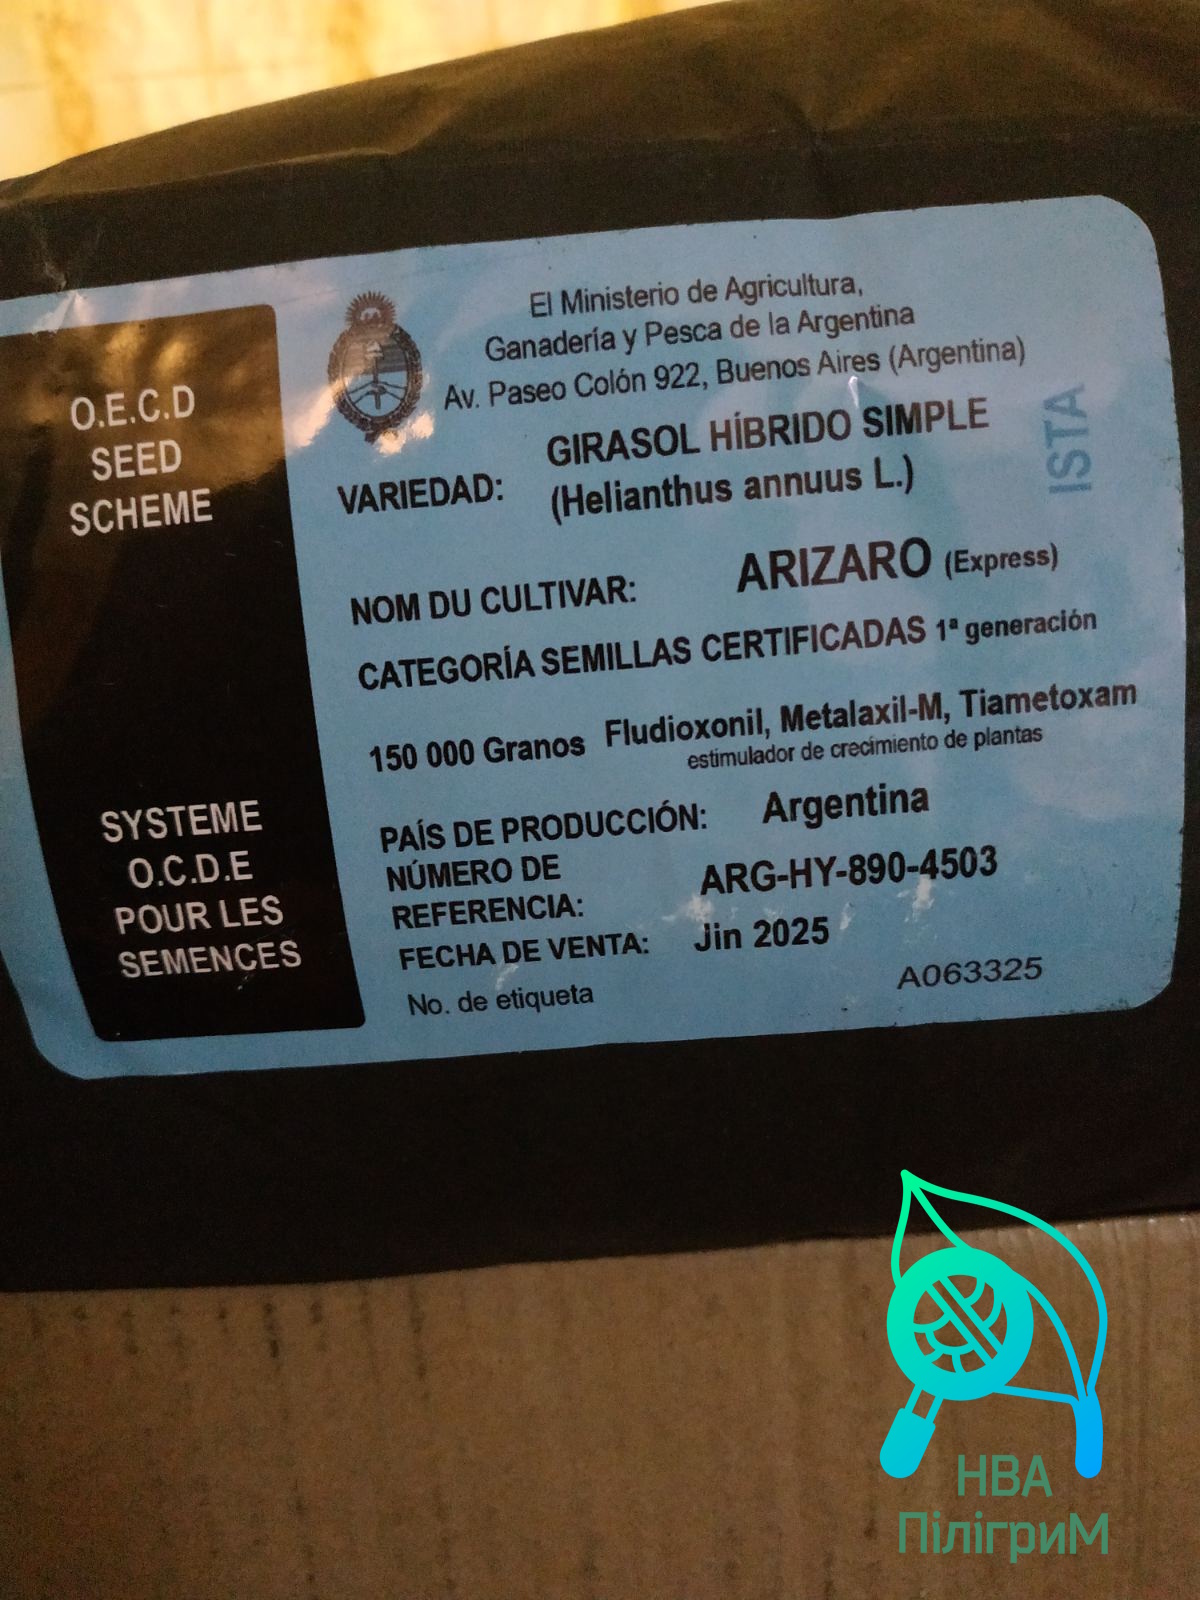 O.E.C.D
SEED
SCHEME
SYSTEME
O.C.D.E
POUR LES
SEMENCES
El Ministerio de Agricultura,
Ganadería y Pesca de la Argentina
Av. Paseo Colón 922, Buenos Aires (Argentina)
VARIEDAD: GIRASOL HÍBRIDO SIMPLE
(Helianthus annuus L.)
ISTA
NOM DU CULTIVAR: ARIZARO (Express)
CATEGORÍA SEMILLAS CERTIFICADAS 1ª generación
150 000 Granos Fludioxonil, Metalaxil-M, Tiametoxam
estimulador de crecimiento de plantas
PAÍS DE PRODUCCIÓN: Argentina
NÚMERO DE
REFERENCIA: ARG-HY-890-4503
FECHA DE VENTA: Jin 2025
No. de etiqueta A063325
НВА
ПілігриМ